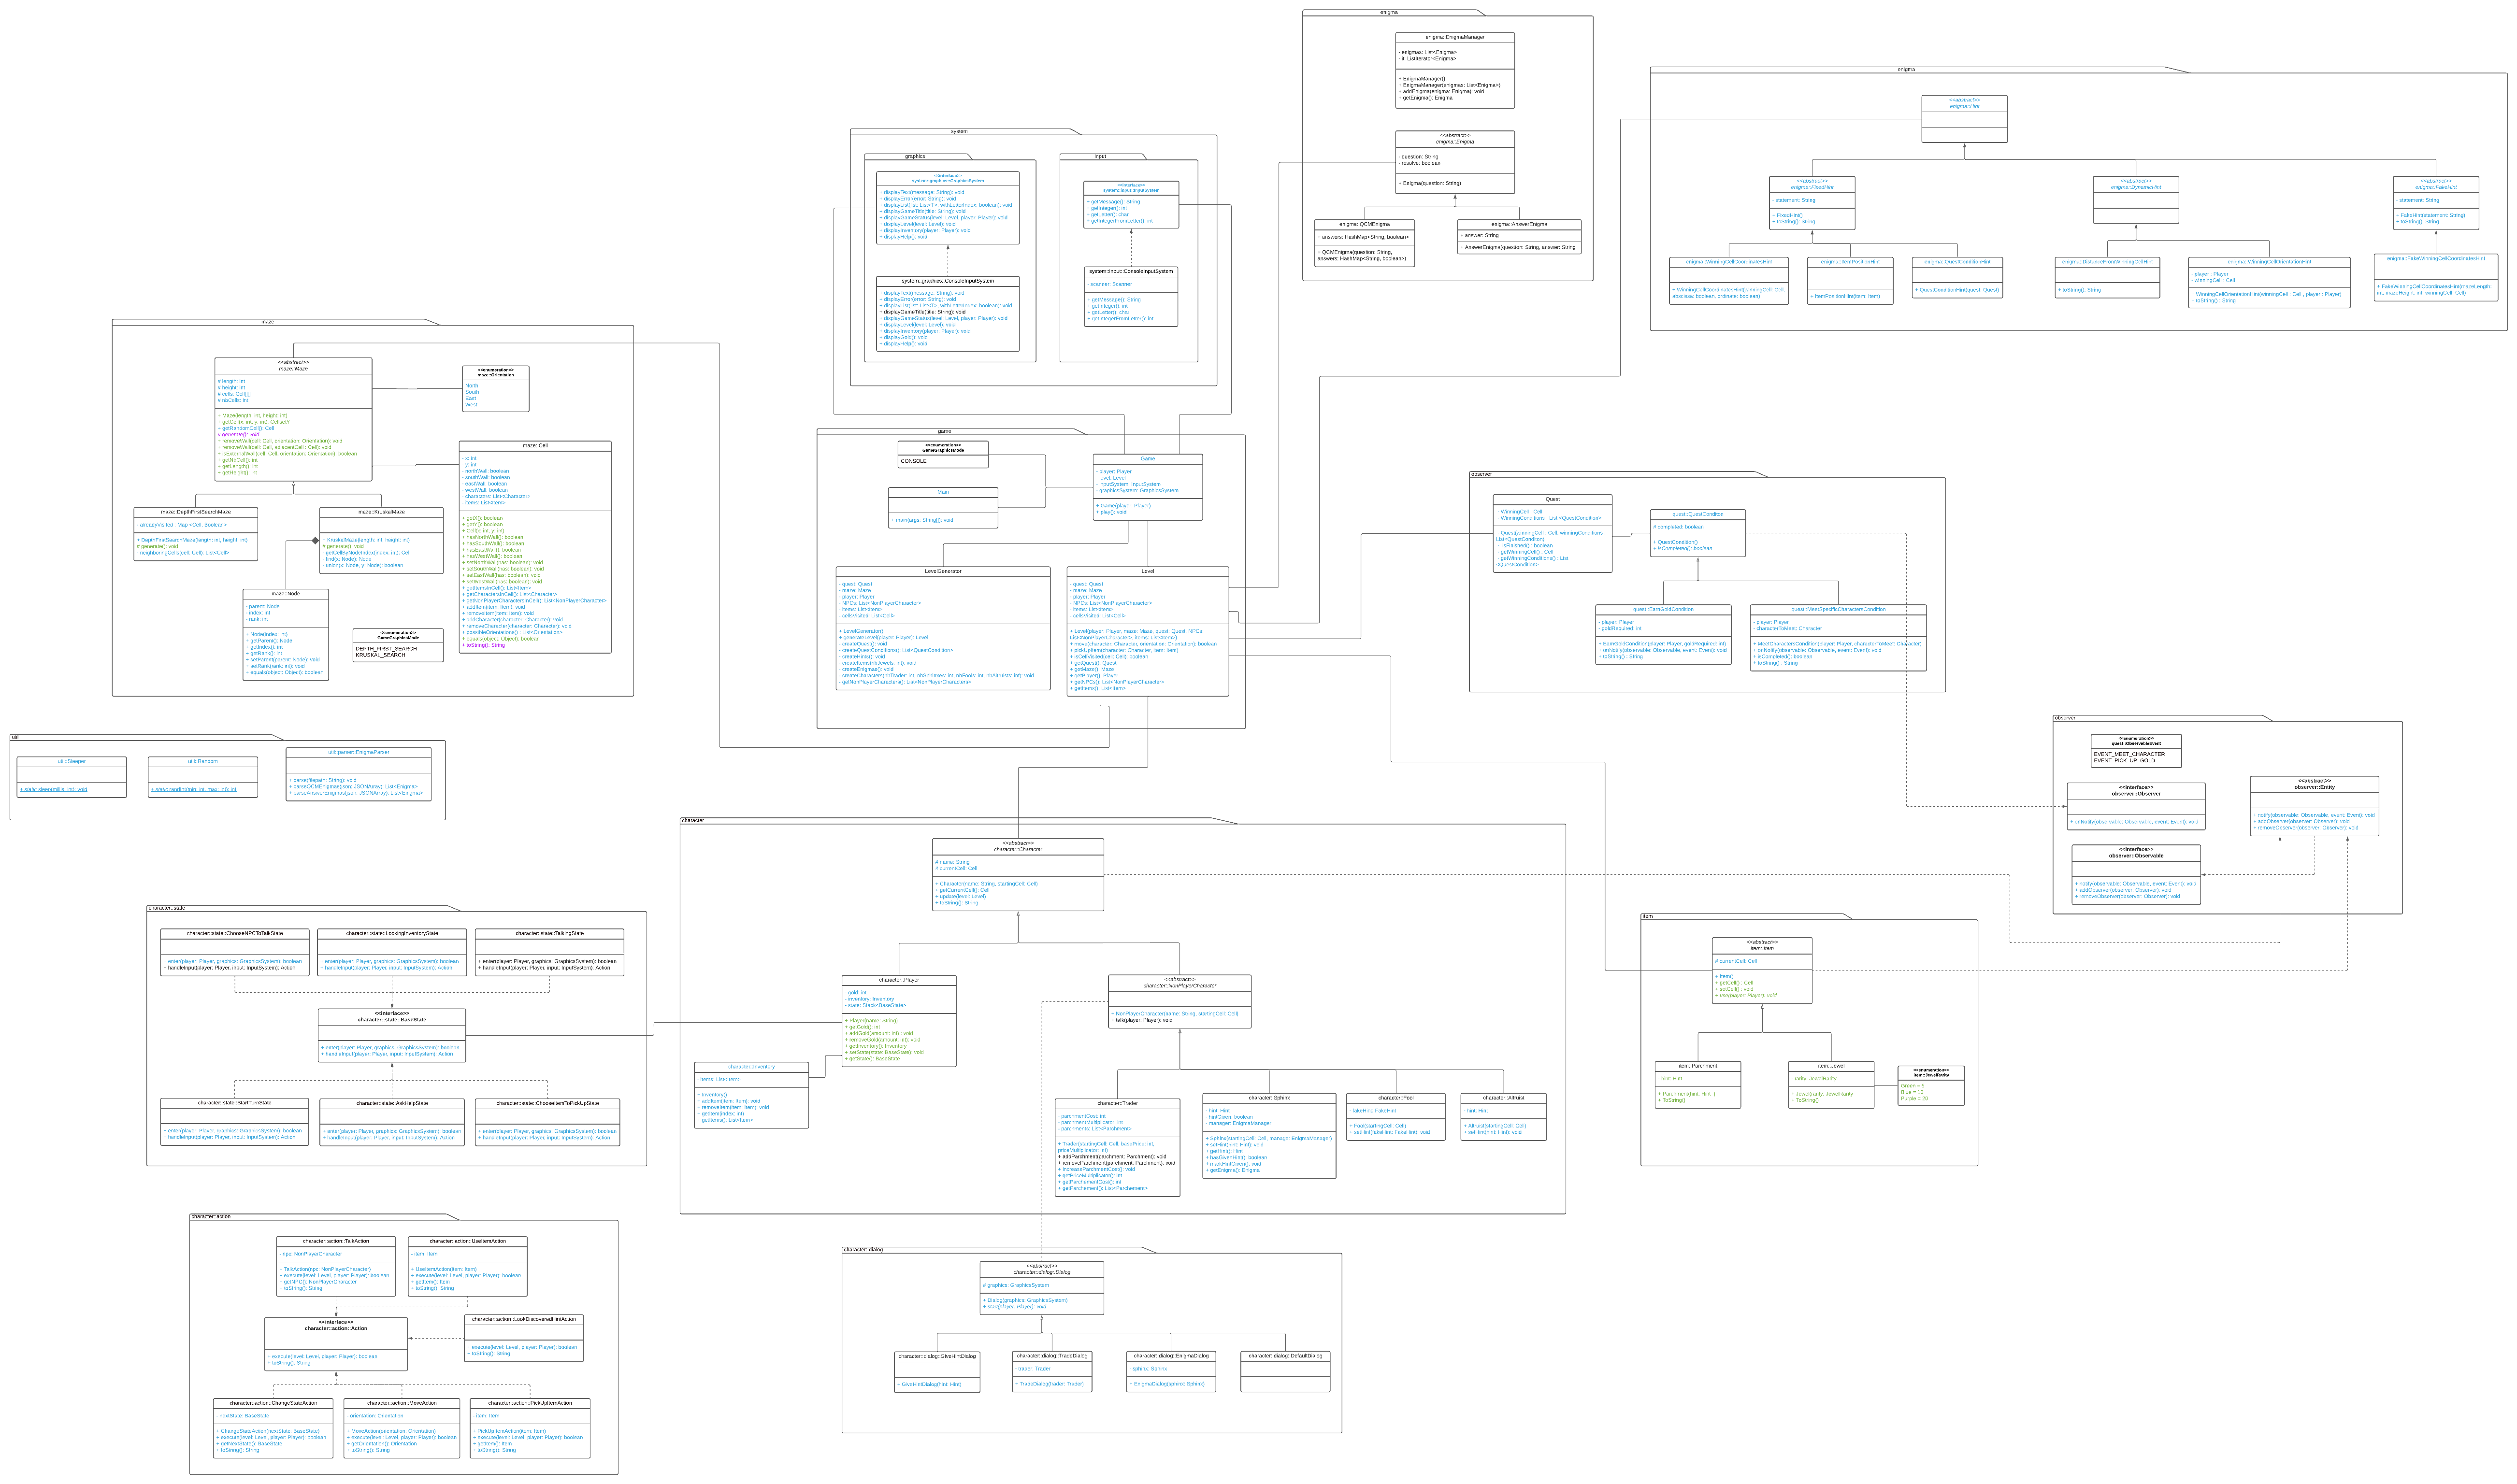 enigma
enigma::EnigmaManager
- enigmas: List<Enigma>
- it: ListIterator<Enigma>
+ EnigmaManager()
+ EnigmaManager(enigmas: List<Enigma>)
+ addEnigma(enigma: Enigma): void
+ getEnigma(): Enigma
<<abstract>>
enigma::Enigma
- question: String
- resolve: boolean
+ Enigma(question: String)
enigma::QCMEnigma
+ answers: HashMap<String, boolean>
+ QCMEnigma(question: String,
answers: HashMap<String, boolean>)
enigma::AnswerEnigma
+ answer: String
+ AnswerEnigma(question: String, answer: String
enigma
<<abstract>>
enigma::Hint
<<abstract>>
enigma::FixedHint
- statement: String
+ FixedHint()
+ toString(): String
<<abstract>>
enigma::DynamicHint
<<abstract>>
enigma::FakeHint
- statement: String
+ FakeHint(statement: String)
+ toString(): String
enigma::WinningCellCoordinatesHint
+ WinningCellCoordinatesHint(winningCell: Cell,
abscissa: boolean, ordinate: boolean)
enigma::ItemPositionHint
+ ItemPositionHint(item: Item)
enigma::QuestConditionHint
+ QuestConditionHint(quest: Quest)
enigma::DistanceFromWinningCellHint
+ toString(): String
enigma::WinningCellOrientationHint
- player : Player
- winningCell : Cell
+ WinningCellOrientationHint(winningCell : Cell , player : Player)
+ toString() : String
enigma::FakeWinningCellCoordinatesHint
+ FakeWinningCellCoordinatesHint(mazeLength:
int, mazeHeight: int, winningCell: Cell)
system
graphics
<<interface>>
system::graphics::GraphicsSystem
+ displayText(message: String): void
+ displayError(error: String): void
+ displayList(list: List<T>, withLetterIndex: boolean): void
+ displayGameTitle(title: String): void
+ displayGameStatus(level: Level, player: Player): void
+ displayLevel(level: Level): void
+ displayInventory(player: Player): void
+ displayHelp(): void
system::graphics::ConsoleInputSystem
+ displayText(message: String): void
+ displayError(error: String): void
+ displayList(list: List<T>, withLetterIndex: boolean): void
+ displayGameTitle(title: String): void
+ displayGameStatus(level: Level, player: Player): void
+ displayLevel(level: Level): void
+ displayInventory(player: Player): void
+ displayGold(): void
+ displayHelp(): void
input
<<interface>>
system::input::InputSystem
+ getMessage(): String
+ getInteger(): int
+ getLetter(): char
+ getIntegerFromLetter(): int
system::input::ConsoleInputSystem
- scanner: Scanner
+ getMessage(): String
+ getInteger(): int
+ getLetter(): char
+ getIntegerFromLetter(): int
maze
<<abstract>>
maze::Maze
# length: int
# height: int
# cells: Cell[][]
# nbCells: int
+ Maze(length: int, height: int)
+ getCell(x: int, y: int): Cellself/
+ getRandomCell(): Cell
# generate(): void
+ removeWall(cell: Cell, orientation: Orientation): void
+ removeWall(cell: Cell, adjacentCell : Cell): void
+ isExternalWall(cell: Cell, orientation: Orientation): boolean
+ getNbCell(): int
+ getLength(): int
+ getHeight(): int
<<enumeration>>
maze::Orientation
North
South
East
West
maze::Cell
- x: int
- y: int
- northWall: boolean
- southWall: boolean
- eastWall: boolean
- westWall: boolean
- characters: List<Character>
- items: List<Item>
+ getX(): boolean
+ getY(): boolean
+ Cell(x: int, y: int)
+ hasNorthWall(): boolean
+ hasSouthWall(): boolean
+ hasEastWall(): boolean
+ hasWestWall(): boolean
+ setNorthWall(has: boolean): void
+ setSouthWall(has: boolean): void
+ setEastWall(has: boolean): void
+ setWestWall(has: boolean): void
+ getItemsInCell(): List<Item>
+ getCharactersInCell(): List<Character>
+ getNonPlayerCharactersInCell(): List<NonPlayerCharacter>
+ addItem(item: Item): void
+ removeItem(item: Item): void
+ addCharacter(character: Character): void
+ removeCharacter(character: Character): void
+ possibleOrientations() : List<Orientation>
+ equals(object: Object): boolean
+ toString(): String
maze::DepthFirstSearchMaze
- alreadyVisited : Map <Cell, Boolean>
+ DepthFirstSearchMaze(length: int, height: int)
# generate(): void
- neighboringCells(cell: Cell): List<Cell>
maze::KruskalMaze
+ KruskalMaze(length: int, height: int)
# generate(): void
- getCellByNodeIndex(index, int): Cell
- find(x: Node): Node
- union(x: Node, y: Node): boolean
maze::Node
- parent: Node
- index: int
- rank: int
+ Node(index: int)
+ getParent(): Node
+ getIndex(): int
+ getRank(): int
+ setParent(parent: Node): void
+ setRank(rank: int): void
+ equals(object: Object): boolean
<<enumeration>>
GameGraphicsMode
DEPTH_FIRST_SEARCH
KRUSKAL_SEARCH
game
<<enumeration>>
GameGraphicsMode
CONSOLE
Main
+ main(args: String[]): void
Game
- player: Player
- level: Level
- inputSystem: InputSystem
- graphicsSystem: GraphicsSystem
+ Game(player: Player)
+ play(): void
LevelGenerator
- quest: Quest
- maze: Maze
- player: Player
- NPCs: List<NonPlayerCharacter>
- items: List<Item>
- cellsVisited: List<Cell>
+ LevelGenerator()
+ generateLevel(player: Player): Level
- createQuest(): void
- createQuestConditions(): List<QuestCondition>
- createHints(): void
- createItems(nbJewels: int): void
- createEnigmas(): void
- createCharacters(nbTrader: int, nbSphinxes: int, nbFools: int, nbAltruists: int): void
- getNonPlayerCharacters(): List<NonPlayerCharacters>
Level
- quest: Quest
- maze: Maze
- player: Player
- NPCs: List<NonPlayerCharacter>
- items: List<Item>
- cellsVisited: List<Cell>
+ Level(player: Player, maze: Maze, quest: Quest, NPCs:
List<NonPlayerCharacter>, items: List<Item>)
+ move(character: Character, orientation: Orientation): boolean
+ pickUpItem(character: Character, item: Item)
+ isCellVisited(cell: Cell): boolean
+ getQuest(): Quest
+ getMaze(): Maze
+ getPlayer(): Player
+ getNPCs(): List<NonPlayerCharacter>
+ getItems(): List<Item>
observer
Quest
- WinningCell : Cell
- WinningConditions : List <QuestCondition>
- Quest(winningCell : Cell, winningConditions :
List<QuestConditon)
- isFinished() : boolean
- getWinningCell() : Cell
- getWinningConditions() : List
<QuestCondition>
quest::QuestCondition
# completed: boolean
+ QuestCondition()
+ isCompleted(): boolean
quest::EarnGoldCondition
- player : Player
- goldRequired: int
+ EarnGoldCondition(player: Player, goldRequired: int)
+ onNotify(observable: Observable, event: Event): void
+ toString() : String
quest::MeetSpecificCharactersCondition
- player : Player
- characterToMeet: Character
+ MeetCharactersCondition(player: Player, characterToMeet: Character)
+ onNotify(observable: Observable, event: Event): void
+ isCompleted(): boolean
+ toString() : String
observer
<<enumeration>>
quest::ObservableEvent
EVENT_MEET_CHARACTER
EVENT_PICK_UP_GOLD
<<interface>>
observer::Observer
+ onNotify(observable: Observable, event: Event): void
<<abstract>>
observer::Entity
+ notify(observable: Observable, event: Event): void
+ addObserver(observer: Observer): void
+ removeObserver(observer: Observer): void
<<interface>>
observer::Observable
+ notify(observable: Observable, event: Event): void
+ addObserver(observer: Observer): void
+ removeObserver(observer: Observer): void
util
util::Sleeper
+ static sleep(millis, int): void
util::Random
+ static randInt(min, int, max, int): int
util::parser::EnigmaParser
+ parse(filepath: String): void
+ parseQCMEnigmas(json: JSONArray): List<Enigma>
+ parseAnswerEnigmas(json: JSONArray): List<Enigma>
character
<<abstract>>
character::Character
# name: String
# currentCell: Cell
+ Character(name: String, startingCell: Cell)
+ getCurrentCell(): Cell
+ update(level: Level)
+ toString(): String
character::Player
- gold: int
- inventory: Inventory
- state: Stack<BaseState>
+ Player(name: String)
+ getGold(): int
+ addGold(amount: int) : void
+ removeGold(amount: int): void
+ getInventory(): Inventory
+ setState(state: BaseState): void
+ getState(): BaseState
<<abstract>>
character::NonPlayerCharacter
+ NonPlayerCharacter(name: String, startingCell: Cell)
+ talk(player: Player): void
character::Inventory
- items: List<Item>
+ Inventory()
+ addItem(item: Item): void
+ removeItem(item: Item): void
+ getItem(index: int)
+ getItems(): List<Item>
character::Trader
- parchmentCost: int
- parchmentMultiplicator: int
- parchments: List<Parchment>
+ Trader(startingCell: Cell, basePrice: int,
priceMultiplicator: int)
+ addParchment(parchment: Parchment): void
+ removeParchment(parchment: Parchment): void
+ increaseParchmentCost(): void
+ getPriceMultiplicator(): int
+ getParchementCost(): int
+ getParchement(): List<Parchement>
character::Sphinx
- hint: Hint
- hintGiven: boolean
- manager: EnigmaManager
+ Sphinx(startingCell: Cell, manage: EnigmaManager)
+ setHint(hint: Hint): void
+ getHint(): Hint
+ hasGivenHint(): boolean
+ markHintGiven(): void
+ getEnigma(): Enigma
character::Fool
- fakeHint: FakeHint
+ Fool(startingCell: Cell)
+ setHint(fakeHint: FakeHint): void
character::Altruist
- hint: Hint
+ Altruist(startingCell: Cell)
+ setHint(hint: Hint): void
item
<<abstract>>
item::Item
# currentCell: Cell
+ Item()
+ getCell() : Cell
+ setCell() : void
+ use(player: Player): void
item::Parchment
- hint: Hint
+ Parchment(hint: Hint )
+ ToString()
item::Jewel
- rarity: JewelRarity
+ Jewel(rarity: JewelRarity
+ ToString()
<<enumeration>>
item::JewelRarity
Green = 5
Blue = 10
Purple = 20
character::state
character::state::ChooseNPCToTalkState
+ enter(player: Player, graphics: GraphicsSystem): boolean
+ handleInput(player: Player, input: InputSystem): Action
character::state::LookingInventoryState
+ enter(player: Player, graphics: GraphicsSystem): boolean
+ handleInput(player: Player, input: InputSystem): Action
character::state::TalkingState
+ enter(player: Player, graphics: GraphicsSystem): boolean
+ handleInput(player: Player, input: InputSystem): Action
<<interface>>
character::state::BaseState
+ enter(player: Player, graphics: GraphicsSystem): boolean
+ handleInput(player: Player, input: InputSystem): Action
character::state::StartTurnState
+ enter(player: Player, graphics: GraphicsSystem): boolean
+ handleInput(player: Player, input: InputSystem): Action
character::state::AskHelpState
+ enter(player: Player, graphics: GraphicsSystem): boolean
+ handleInput(player: Player, input: InputSystem): Action
character::state::ChooseItemToPickUpState
+ enter(player: Player, graphics: GraphicsSystem): boolean
+ handleInput(player: Player, input: InputSystem): Action
character::action
character::action::TalkAction
- npc: NonPlayerCharacter
+ TalkAction(npc: NonPlayerCharacter)
+ execute(level: Level, player: Player): boolean
+ getNPC(): NonPlayerCharacter
+ toString(): String
character::action::UseItemAction
- item: Item
+ UseItemAction(item: Item)
+ execute(level: Level, player: Player): boolean
+ getItem(): Item
+ toString(): String
<<interface>>
character::action::Action
+ execute(level: Level, player: Player): boolean
+ toString(): String
character::action::LookDiscoveredHintAction
+ execute(level: Level, player: Player): boolean
+ toString(): String
character::action::ChangeStateAction
- nextState: BaseState
+ ChangeStateAction(nextState: BaseState)
+ execute(level: Level, player: Player): boolean
+ getNextState(): BaseState
+ toString(): String
character::action::MoveAction
- orientation: Orientation
+ MoveAction(orientation: Orientation)
+ execute(level: Level, player: Player): boolean
+ getOrientation(): Orientation
+ toString(): String
character::action::PickUpItemAction
- item: Item
+ PickUpItemAction(item: Item)
+ execute(level: Level, player: Player): boolean
+ getItem(): Item
+ toString(): String
character::dialog
<<abstract>>
character::dialog::Dialog
# graphics: GraphicsSystem
+ Dialog(graphics: GraphicsSystem)
+ start(player: Player): void
character::dialog::GiveHintDialog
+ GiveHintDialog(hint: Hint)
character::dialog::TradeDialog
- trader: Trader
+ TradeDialog(trader: Trader)
character::dialog::EnigmaDialog
- sphinx: Sphinx
+ EnigmaDialog(sphinx: Sphinx)
character::dialog::DefaultDialog